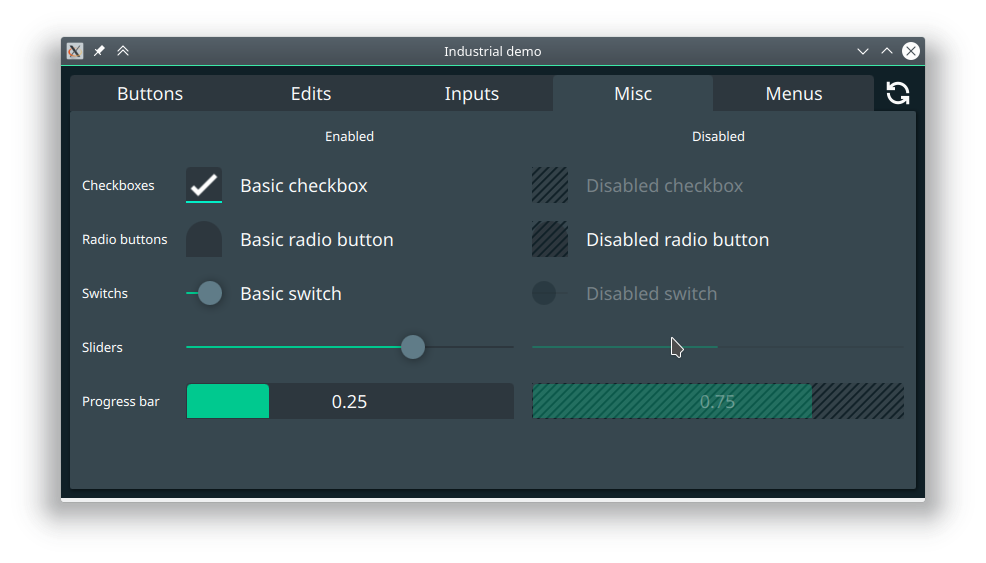 Industrial demo
Buttons Edits Inputs Misc Menus
Enabled Disabled
Checkboxes Basic checkbox Disabled checkbox
Radio buttons Basic radio button Disabled radio button
Switchs Basic switch Disabled switch
Sliders
Progress bar 0.25 0.75